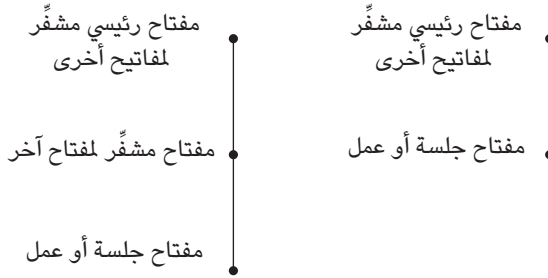 مفتاح رئيسي مشفِّر
لمفاتيح أخرى
مفتاح جلسة أو عمل
مفتاح رئيسي مشفِّر
لمفاتيح أخرى
مفتاح مشفِّر لمفتاح آخر
مفتاح جلسة أو عمل